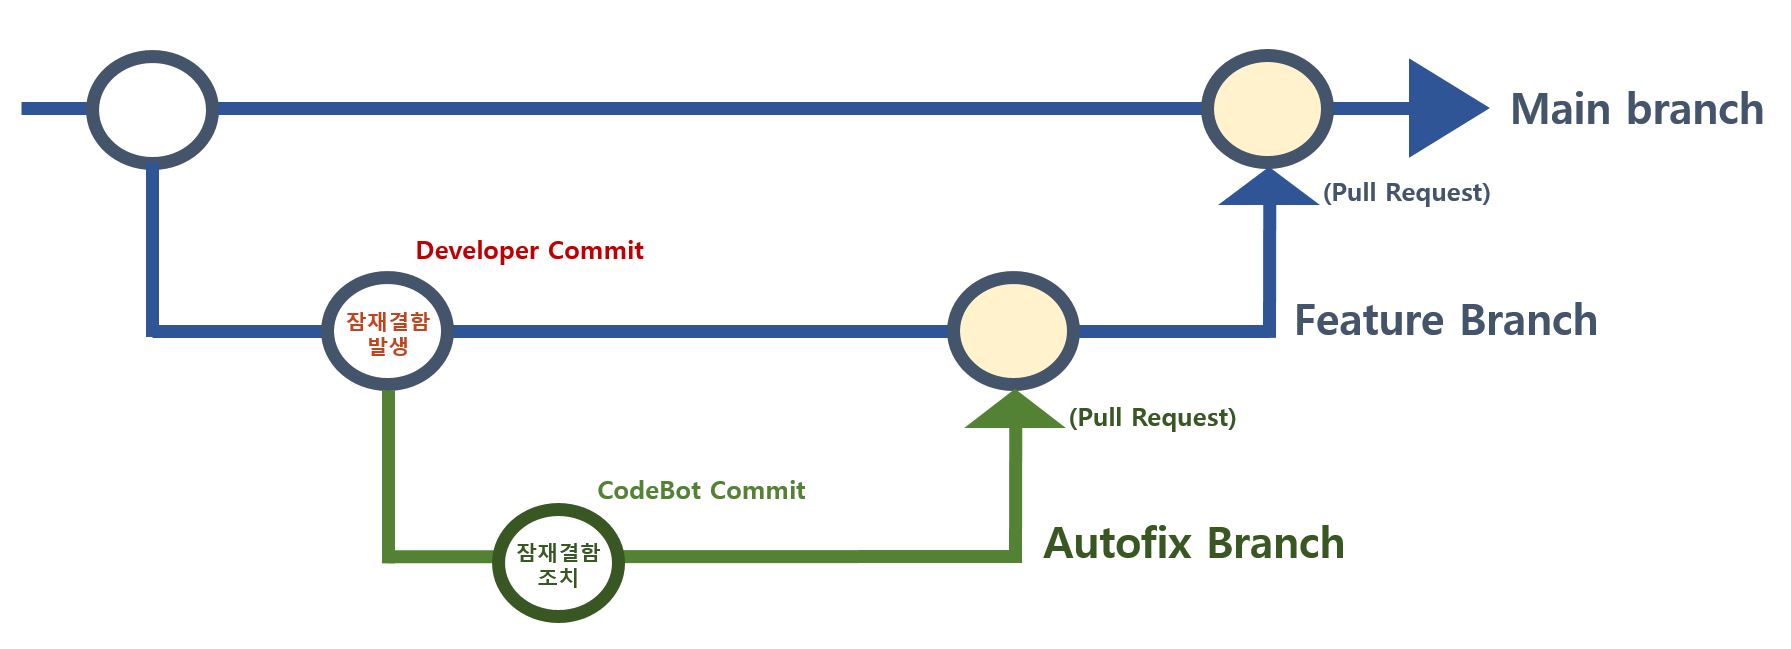 Main branch
(Pull Request)
Developer Commit
잠재결함
발생
Feature Branch
(Pull Request)
CodeBot Commit
잠재결함
조치
Autofix Branch